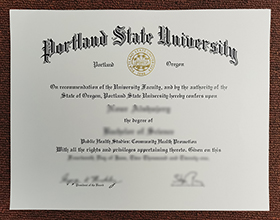 Portland State University
Portland Oregon
On recommendation of the University Faculty, and by the authority of the
State of Oregon, Portland State University hereby confers upon
the degree of
Bachelor of Science
Public Health Studies: Community Health Promotion
With all the rights and privileges appertaining thereto. Given on this